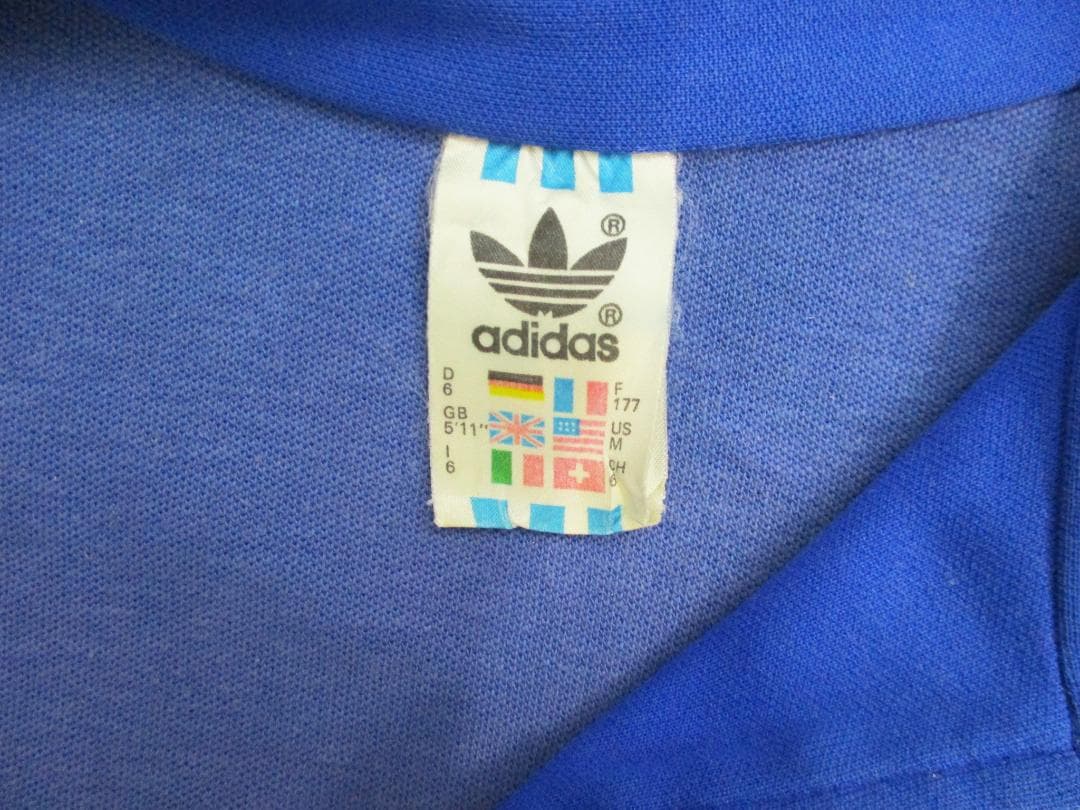 ®
®
adidas
D F
6 177
GB US
5'11" M
I CH
6 6